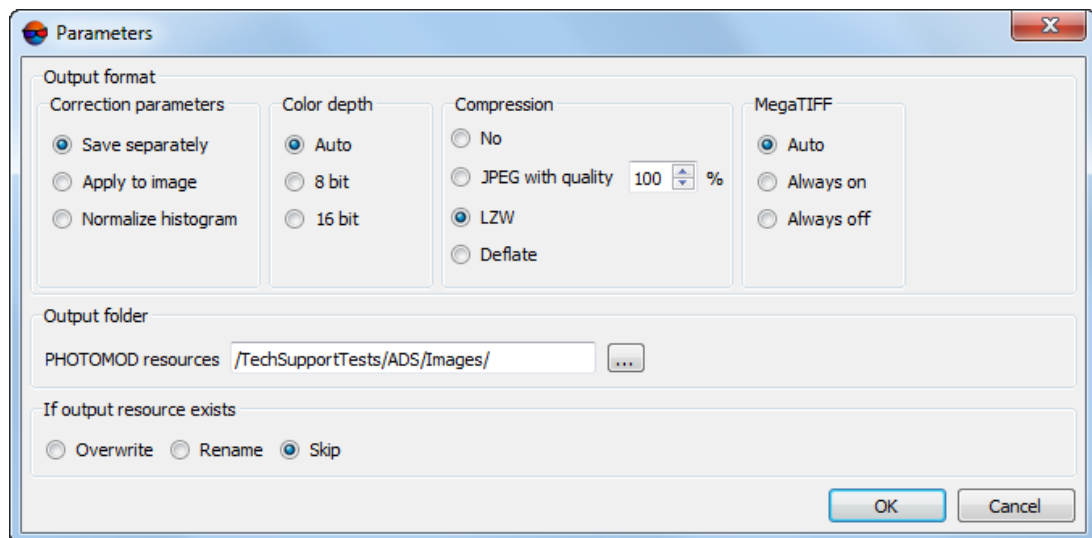 Parameters
Output format
Correction parameters
Save separately
Apply to image
Normalize histogram
Color depth
Auto
8 bit
16 bit
Compression
No
JPEG with quality 100 %
LZW
Deflate
MegaTIFF
Auto
Always on
Always off
Output folder
PHOTOMOD resources /TechSupportTests/ADS/Images/ ...
If output resource exists
Overwrite Rename Skip
OK Cancel